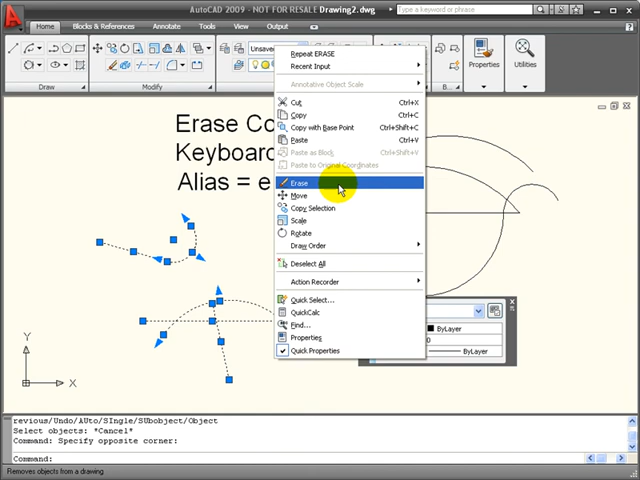 AutoCAD 2009 - NOT FOR RESALE Drawing2.dwg
Type a keyword or phrase
Home
Blocks & References
Annotate
Tools
View
Output
Unsaved
Draw
Modify
B...
Properties
Utilities
Erase Co
Keyboard
Alias = e
Repeat ERASE
Recent Input
Annotative Object Scale
Cut Ctrl+X
Copy Ctrl+C
Copy with Base Point Ctrl+Shift+C
Paste Ctrl+V
Paste as Block Ctrl+Shift+V
Paste to Original Coordinates
Erase
Move
Copy Selection
Scale
Rotate
Draw Order
Deselect All
Action Recorder
Quick Select...
QuickCalc
Find...
Properties
Quick Properties
ByLayer
0
ByLayer
Y
X
revious/Undo/AUto/SIngle/SUbobject/Object
Select objects: *Cancel*
Command: Specify opposite corner:
Command:
Removes objects from a drawing